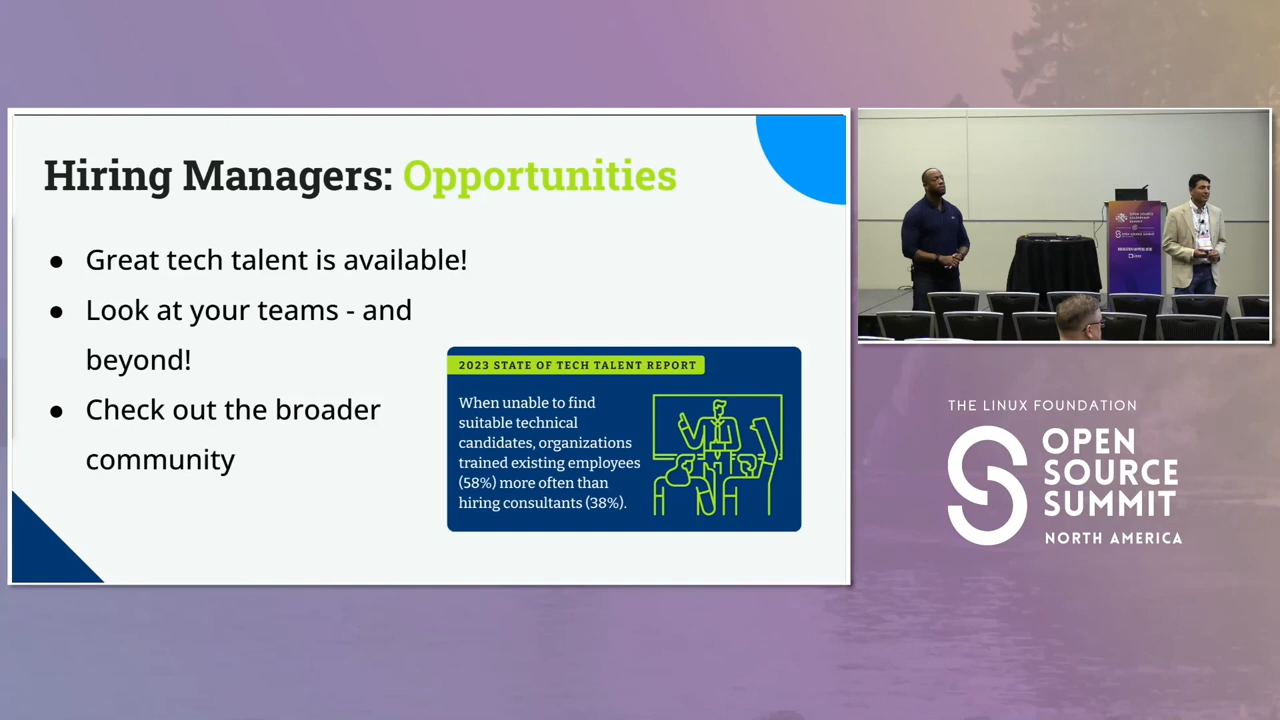 Hiring Managers: Opportunities
● Great tech talent is available!
● Look at your teams - and
beyond!
● Check out the broader
community
2023 STATE OF TECH TALENT REPORT
When unable to find
suitable technical
candidates, organizations
trained existing employees
(58%) more often than
hiring consultants (38%).
THE LINUX FOUNDATION
OPEN
SOURCE
SUMMIT
NORTH AMERICA